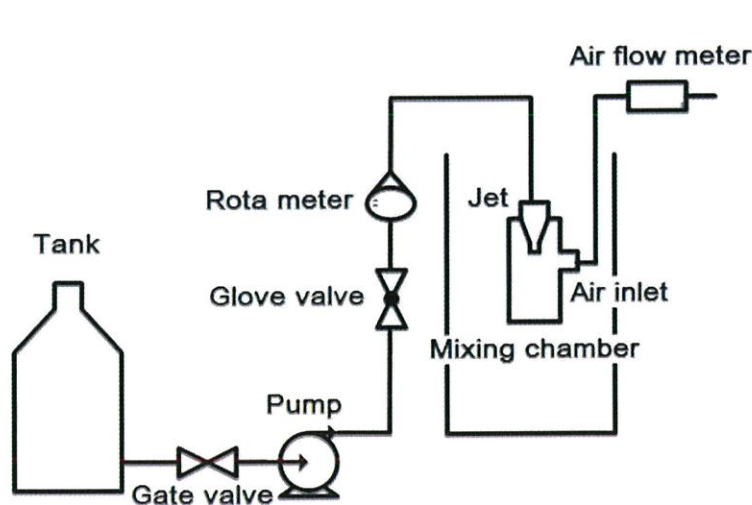 Air flow meter
Rota meter
Jet
Tank
Glove valve
Air inlet
Mixing chamber
Pump
Gate valve